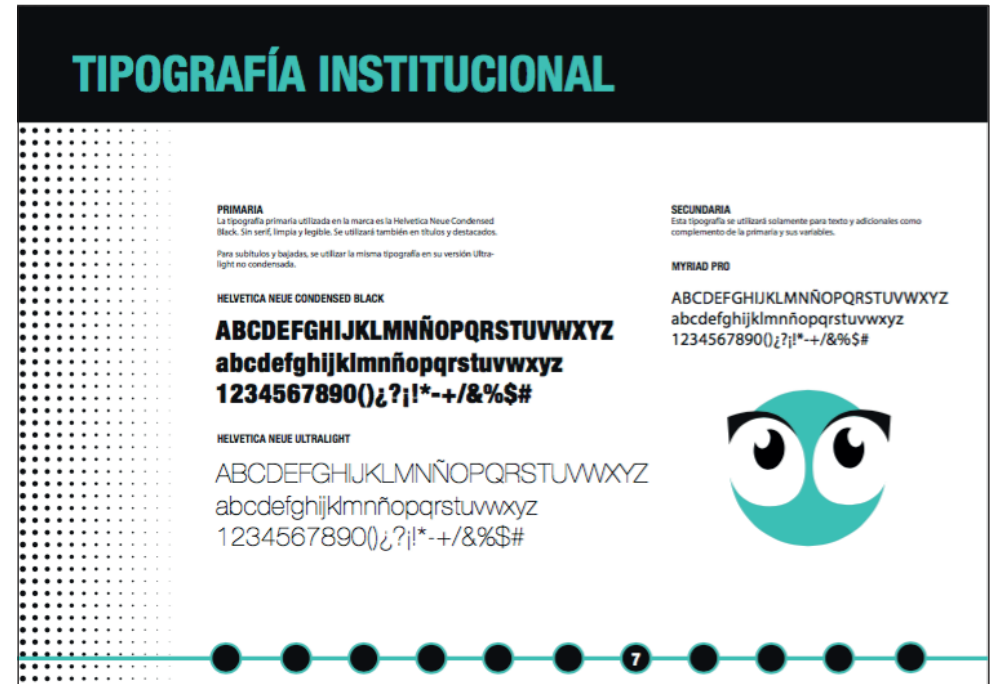 TIPOGRAFÍA INSTITUCIONAL
PRIMARIA
La tipografía primaria utilizada en la marca es la Helvetica Neue Condensed
Black. Sin serif, limpia y legible. Se utilizará también en títulos y destacados.
Para subítulos y bajadas, se utilizar la misma tipografía en su versión Ultra-
light no condensada.
HELVETICA NEUE CONDENSED BLACK
ABCDEFGHIJKLMNÑOPQRSTUVWXYZ
abcdefghijklmnñopqrstuvwxyz
1234567890()¿?¡!*-+/&%$#
HELVETICA NEUE ULTRALIGHT
ABCDEFGHIJKLMNÑOPQRSTUVWXYZ
abcdefghijklmnñopqrstuvwxyz
1234567890()¿?¡!*-+/&%$#
SECUNDARIA
Esta tipografía se utilizará solamente para texto y adicionales como
complemento de la primaria y sus variables.
MYRIAD PRO
ABCDEFGHIJKLMNÑOPQRSTUVWXYZ
abcdefghijklmnñopqrstuvwxyz
1234567890()¿?¡!*-+/&%$#
7